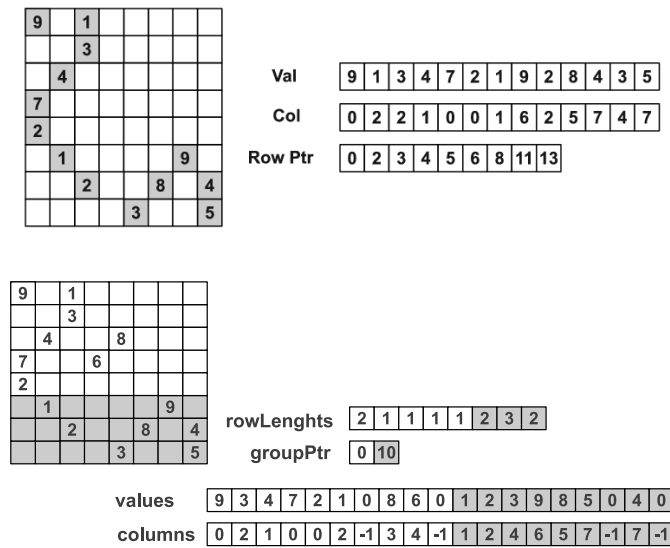 9 1
3
4
7
2
1 9
2 8 4
3 5
Val 9 1 3 4 7 2 1 9 2 8 4 3 5
Col 0 2 2 1 0 0 1 6 2 5 7 4 7
Row Ptr 0 2 3 4 5 6 8 11 13
9 1
3
4 8
7 6
2
1 9
2 8 4
3 5
rowLenghts 2 1 1 1 1 2 3 2
groupPtr 0 10
values 9 3 4 7 2 1 0 8 6 0 1 2 3 9 8 5 0 4 0
columns 0 2 1 0 0 2 -1 3 4 -1 1 2 4 6 5 7 -1 7 -1